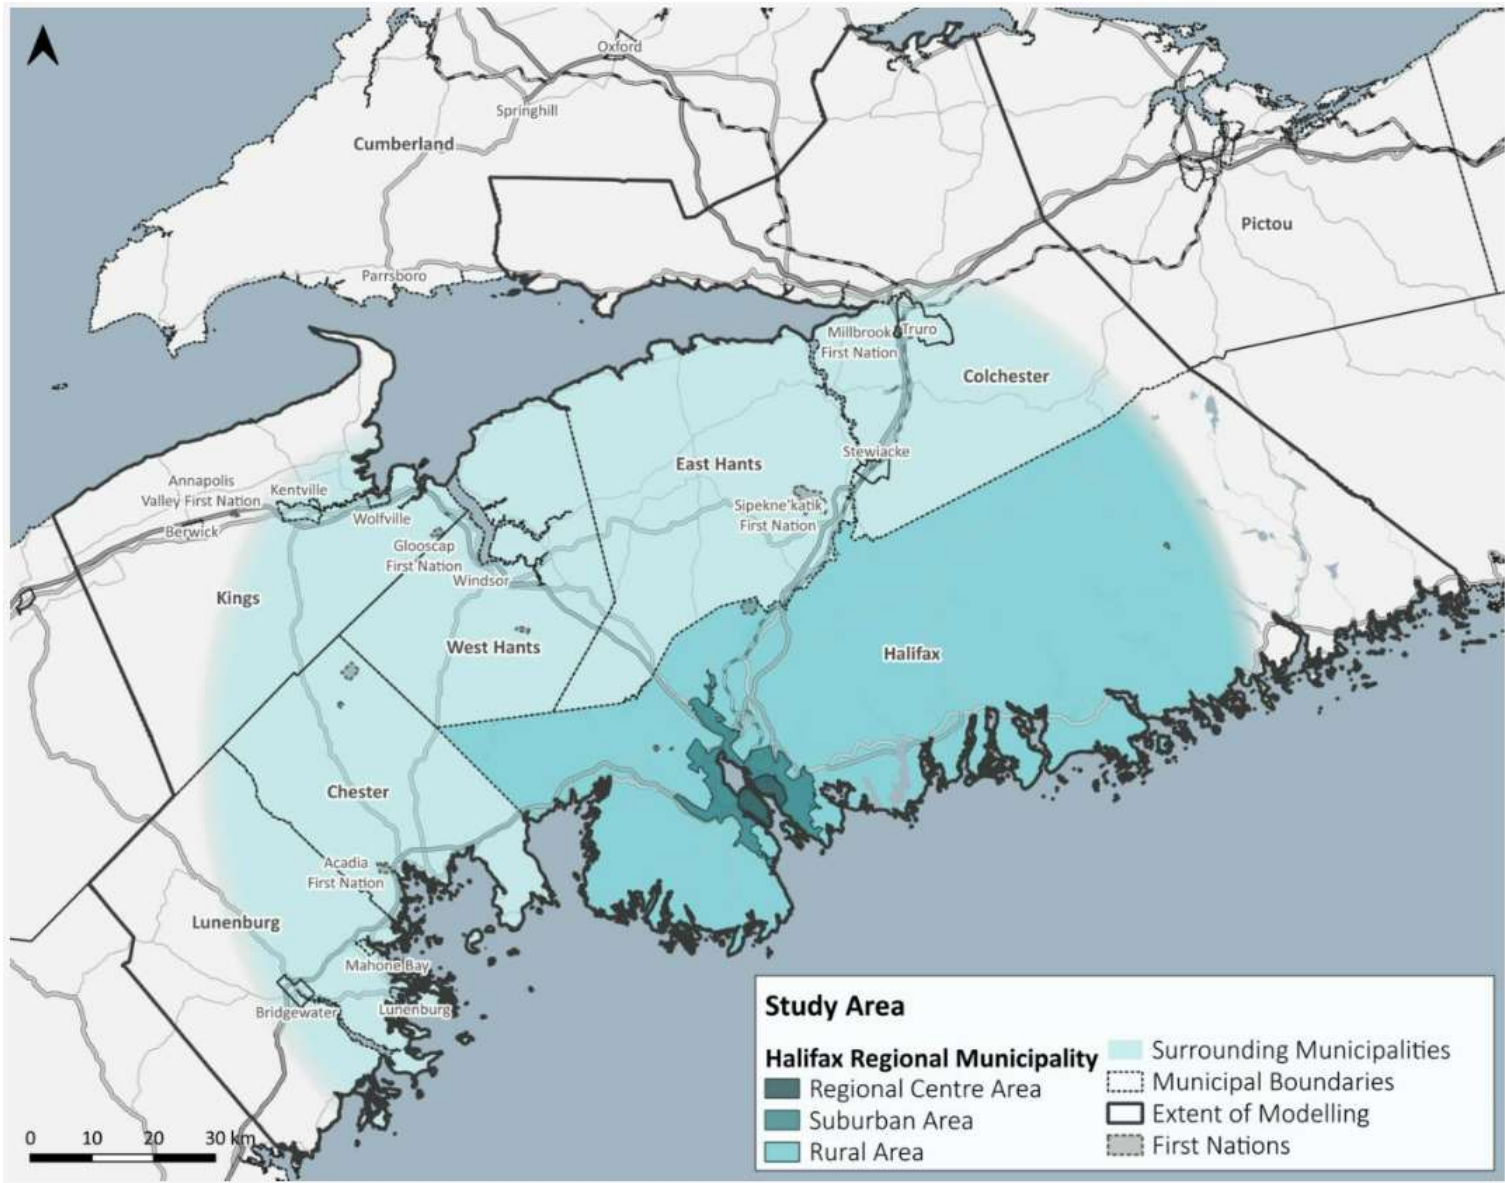 Oxford
Springhill
Cumberland
Pictou
Parrsboro
Millbrook
First Nation
Truro
Colchester
Stewiacke
East Hants
Annapolis
Valley First Nation
Kentville
Sipekne'katik
First Nation
Wolfville
Berwick
Glooscap
First Nation
Windsor
Kings
West Hants
Halifax
Chester
Acadia
First Nation
Lunenburg
Mahone Bay
Bridgewater
Lunenburg
Study Area
Halifax Regional Municipality
Regional Centre Area
Suburban Area
Rural Area
Surrounding Municipalities
Municipal Boundaries
Extent of Modelling
First Nations
0 10 20 30 km